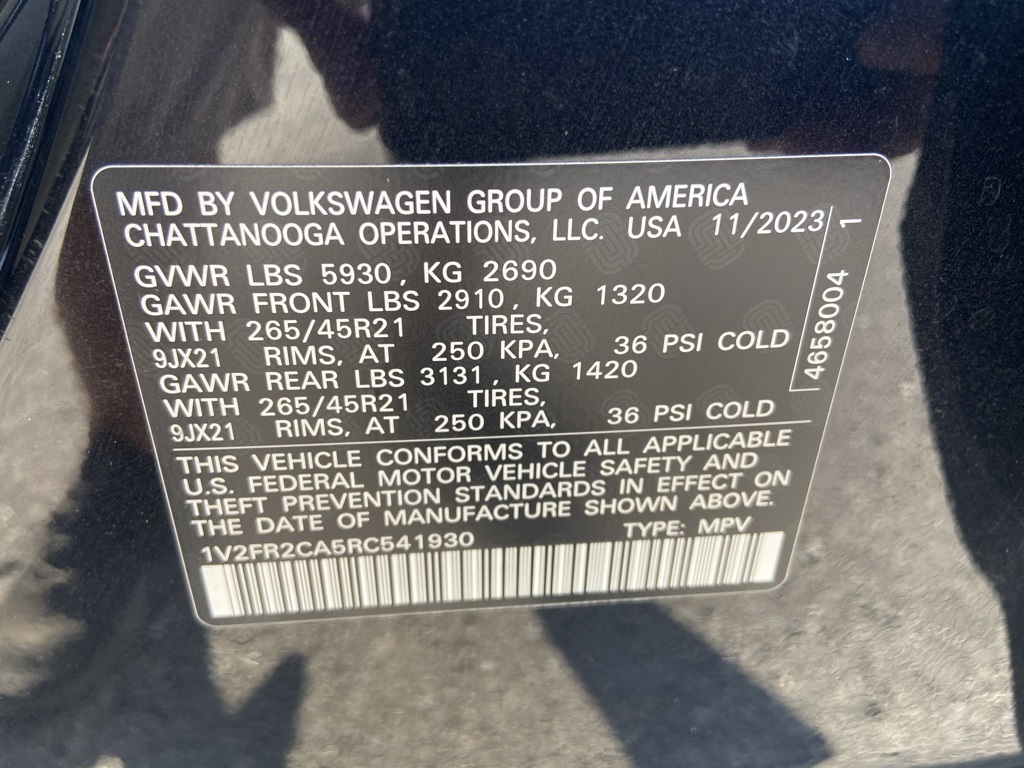 MFD BY VOLKSWAGEN GROUP OF AMERICA
CHATTANOOGA OPERATIONS, LLC. USA 11/2023
GVWR LBS 5930, KG 2690
GAWR FRONT LBS 2910, KG 1320
WITH 265/45R21 TIRES,
9JX21 RIMS, AT 250 KPA, 36 PSI COLD
GAWR REAR LBS 3131, KG 1420
WITH 265/45R21 TIRES,
9JX21 RIMS, AT 250 KPA, 36 PSI COLD
4658004 1
THIS VEHICLE CONFORMS TO ALL APPLICABLE
U.S. FEDERAL MOTOR VEHICLE SAFETY AND
THEFT PREVENTION STANDARDS IN EFFECT ON
THE DATE OF MANUFACTURE SHOWN ABOVE.
1V2FR2CA5RC541930 TYPE: MPV